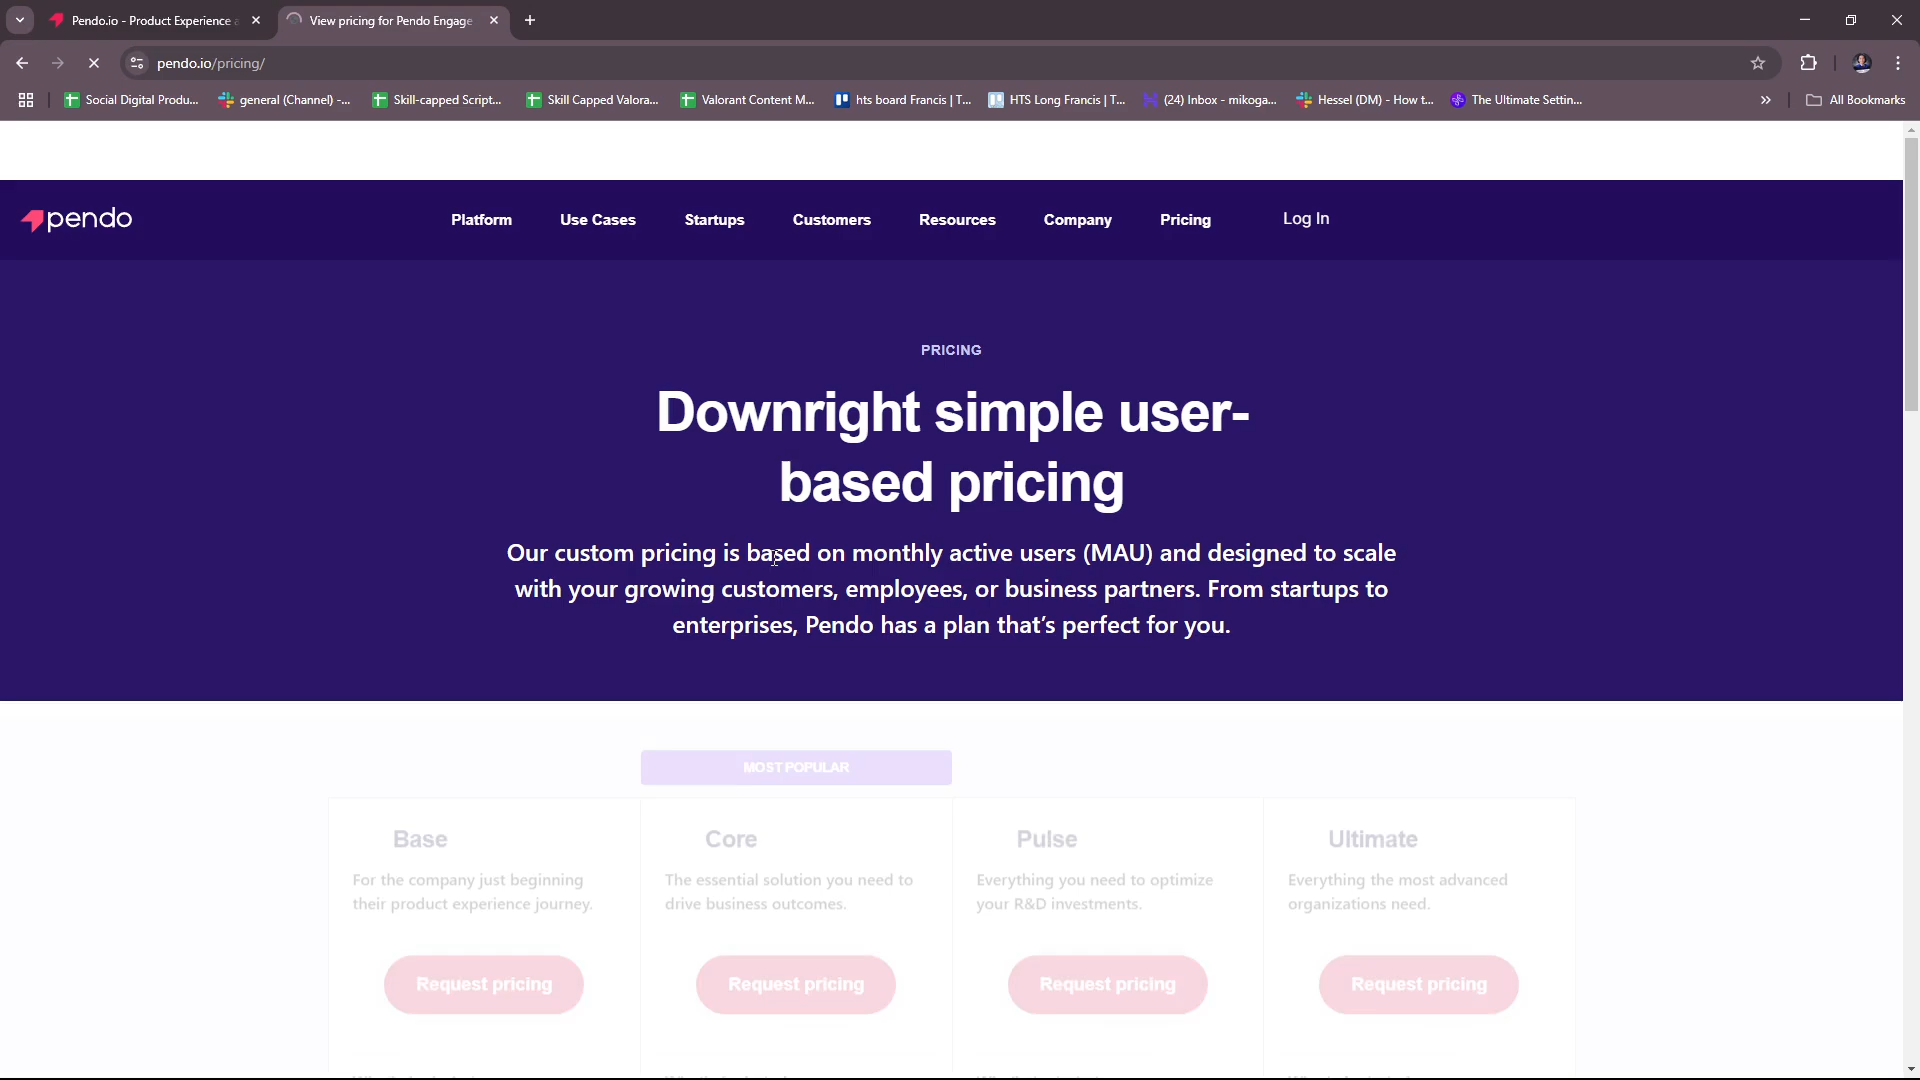 Pendo.io - Product Experience a
View pricing for Pendo Engage
pendo.io/pricing/
Social Digital Produ...
general (Channel) -...
Skill-capped Script...
Skill Capped Valora...
Valorant Content M...
hts board Francis | T...
HTS Long Francis | T...
(24) Inbox - mikoga...
Hessel (DM) - How t...
The Ultimate Settin...
All Bookmarks
pendo
Platform
Use Cases
Startups
Customers
Resources
Company
Pricing
Log In
PRICING
Downright simple user-
based pricing
Our custom pricing is based on monthly active users (MAU) and designed to scale
with your growing customers, employees, or business partners. From startups to
enterprises, Pendo has a plan that's perfect for you.
MOST POPULAR
Base
For the company just beginning
their product experience journey.
Request pricing
Core
The essential solution you need to
drive business outcomes.
Request pricing
Pulse
Everything you need to optimize
your R&D investments.
Request pricing
Ultimate
Everything the most advanced
organizations need.
Request pricing